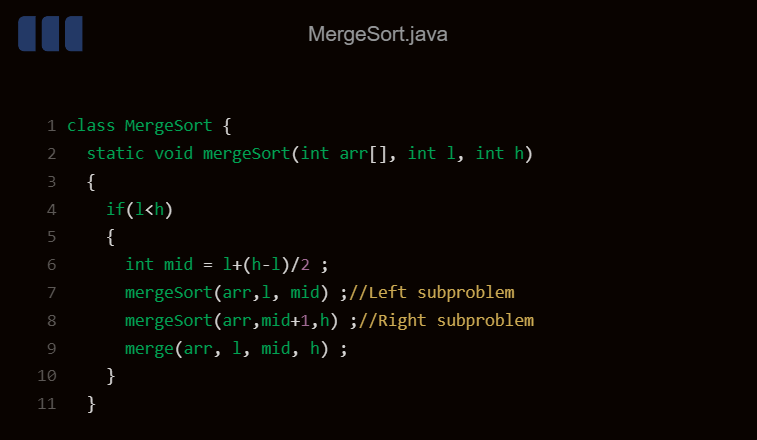 MergeSort.java
1 class MergeSort {
2 static void mergeSort(int arr[], int l, int h)
3 {
4 if(l<h)
5 {
6 int mid = l+(h-l)/2 ;
7 mergeSort(arr,l, mid) ;//Left subproblem
8 mergeSort(arr,mid+1,h) ;//Right subproblem
9 merge(arr, l, mid, h) ;
10 }
11 }